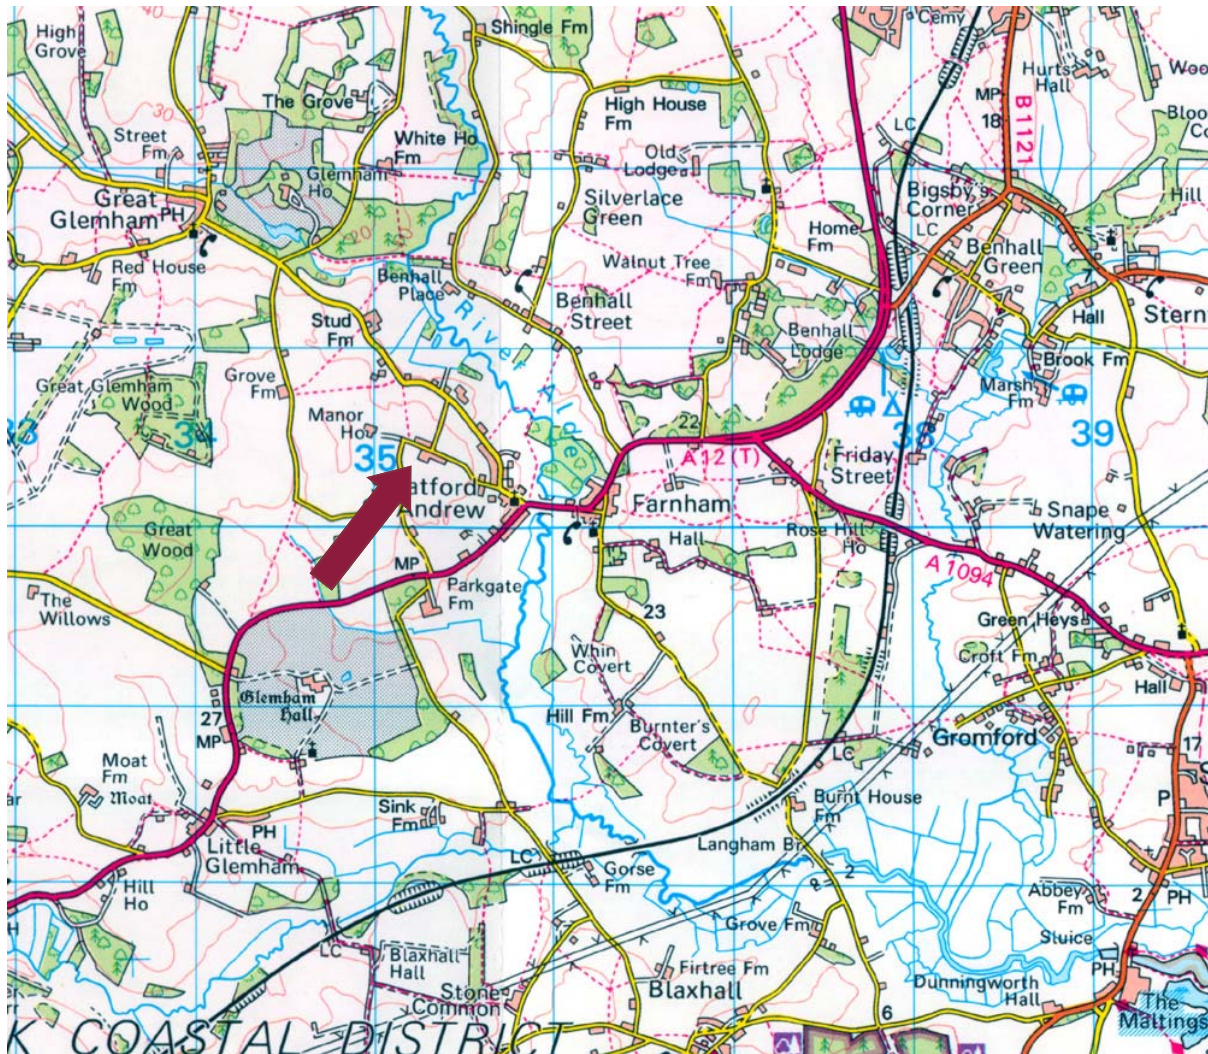 High
Grove
Shingle Fm
Cemy
Hurts
Hall
The Grove
High House
Fm
MP
18
B 1121
Street
Fm
White Ho
Fm
LC
Old
Lodge
Glemham
Ho
Great
Glemham
PH
Silverlace
Green
Bigsby's
Corner
Hill
Home
Fm
LC
Benhall
Green
Red House
Fm
Benhall
Place
Walnut Tree
Fm
7
River Alde
Benhall
Street
Stud
Fm
Benhall
Lodge
Hall
Stern
Brook Fm
Great Glemham
Wood
Grove
Fm
Marsh
Fm
Manor
Ho
34
35
22
A 12 (T)
38
39
Friday
Street
atford
Andrew
Farnham
Great
Wood
Hall
Rose Hill
Ho
Snape
Watering
MP
A 1094
The
Willows
Parkgate
Fm
23
Green Heys
Whin
Covert
Croft Fm
Glemham
Hall
Hall
27
MP
Hill Fm
Burnter's
Covert
Gromford
LC
17
Moat
Fm
Moat
Sink
Fm
Burnt House
Fm
P
PH
Little
Glemham
LC
Gorse
Fm
Langham Br
2
8
Hill
Ho
Abbey
Fm
2
PH
Grove Fm
Sluice
LC
Blaxhall
Hall
Firtree Fm
Blaxhall
Dunningworth
Hall
PH
Stone
Common
The
Maltings
6
K COASTAL DISTRICT